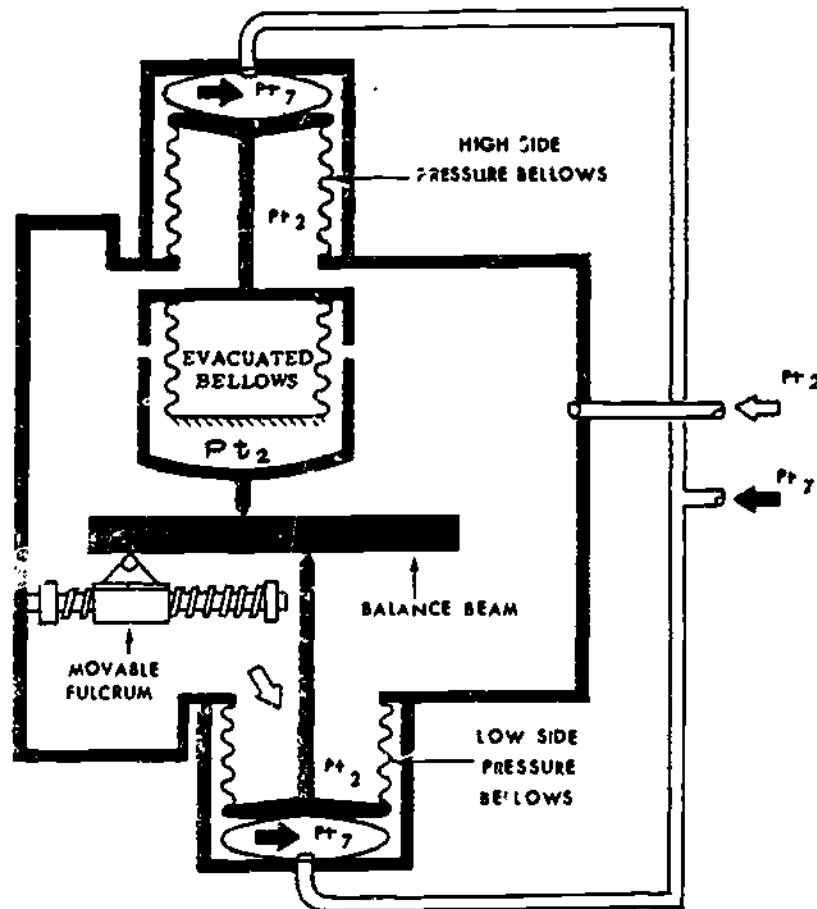 Pt7
HIGH SIDE
PRESSURE BELLOWS
Pt2
EVACUATED
BELLOWS
Pt2
Pt2
Pt7
BALANCE BEAM
MOVABLE
FULCRUM
LOW SIDE
PRESSURE
BELLOWS
Pt2
Pt7